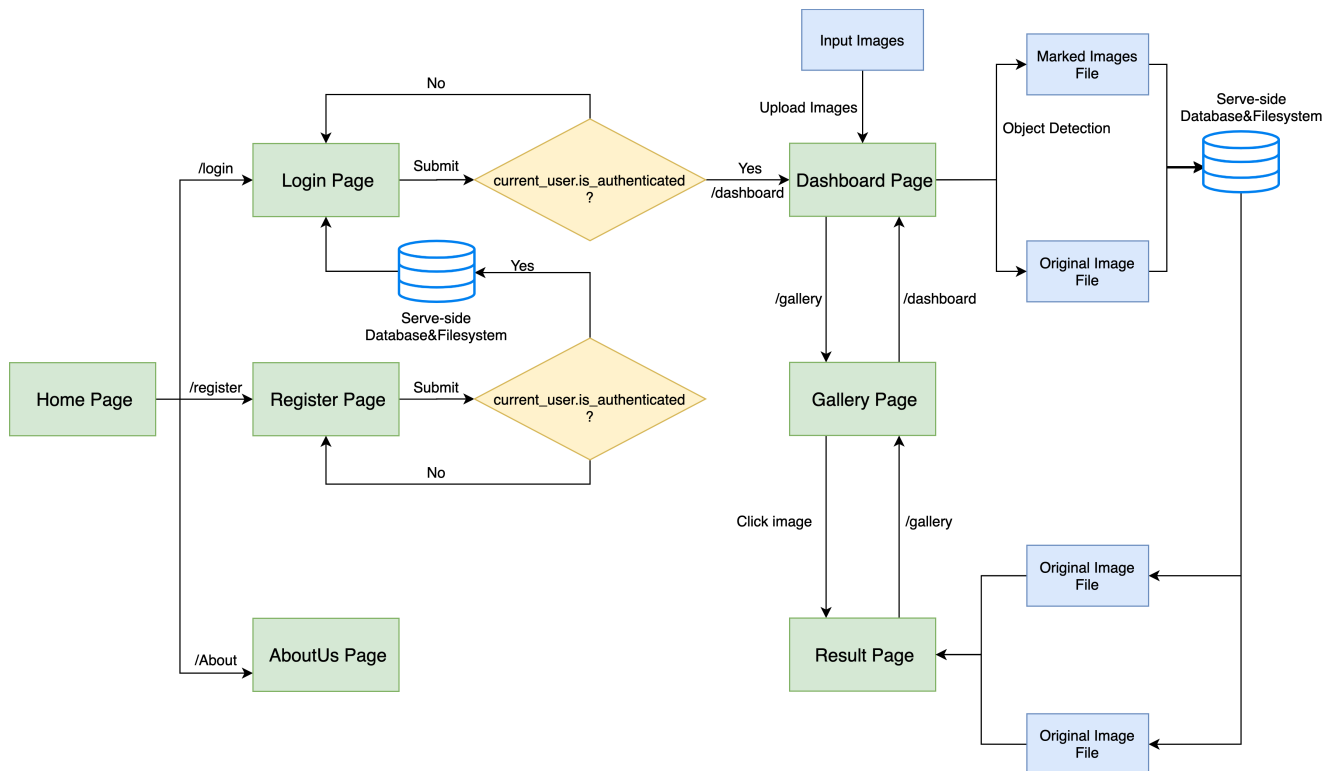 Input Images
Marked Images
File
No
Serve-side
Database&Filesystem
Upload Images
Object Detection
/login
Submit
Yes
Login Page
current_user.is_authenticated
?
/dashboard
Dashboard Page
Yes
Original Image
File
/gallery
/dashboard
Serve-side
Database&Filesystem
/register
Submit
Home Page
Register Page
current_user.is_authenticated
?
Gallery Page
No
Click image
/gallery
Original Image
File
/About
AboutUs Page
Result Page
Original Image
File